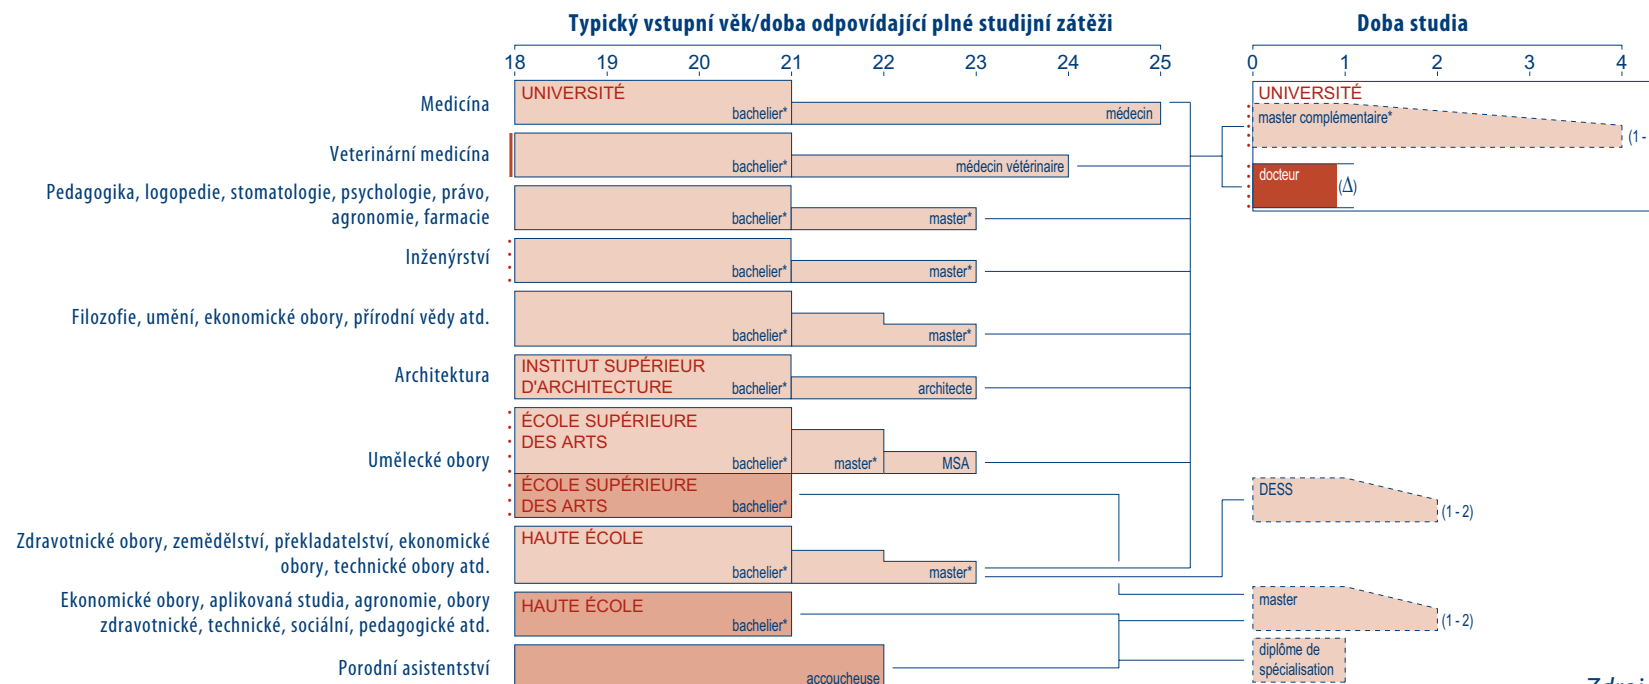 Typický vstupní věk/doba odpovídající plné studijní zátěži
Doba studia
18 19 20 21 22 23 24 25
0 1 2 3 4
Medicína
UNIVERSITÉ
bachelier*
médecin
UNIVERSITÉ
master complémentaire*
(1 -
Veterinární medicína
bachelier*
médecin vétérinaire
docteur
(Δ)
Pedagogika, logopedie, stomatologie, psychologie, právo,
agronomie, farmacie
bachelier*
master*
Inženýrství
bachelier*
master*
Filozofie, umění, ekonomické obory, přírodní vědy atd.
bachelier*
master*
Architektura
INSTITUT SUPÉRIEUR
D'ARCHITECTURE
bachelier*
architecte
Umělecké obory
ÉCOLE SUPÉRIEURE
DES ARTS
bachelier*
master*
MSA
ÉCOLE SUPÉRIEURE
DES ARTS
bachelier*
DESS
(1 - 2)
Zdravotnické obory, zemědělství, překladatelství, ekonomické
obory, technické obory atd.
HAUTE ÉCOLE
bachelier*
master*
Ekonomické obory, aplikovaná studia, agronomie, obory
zdravotnické, technické, sociální, pedagogické atd.
HAUTE ÉCOLE
bachelier*
master
(1 - 2)
Porodní asistentství
accoucheuse
diplôme de
spécialisation